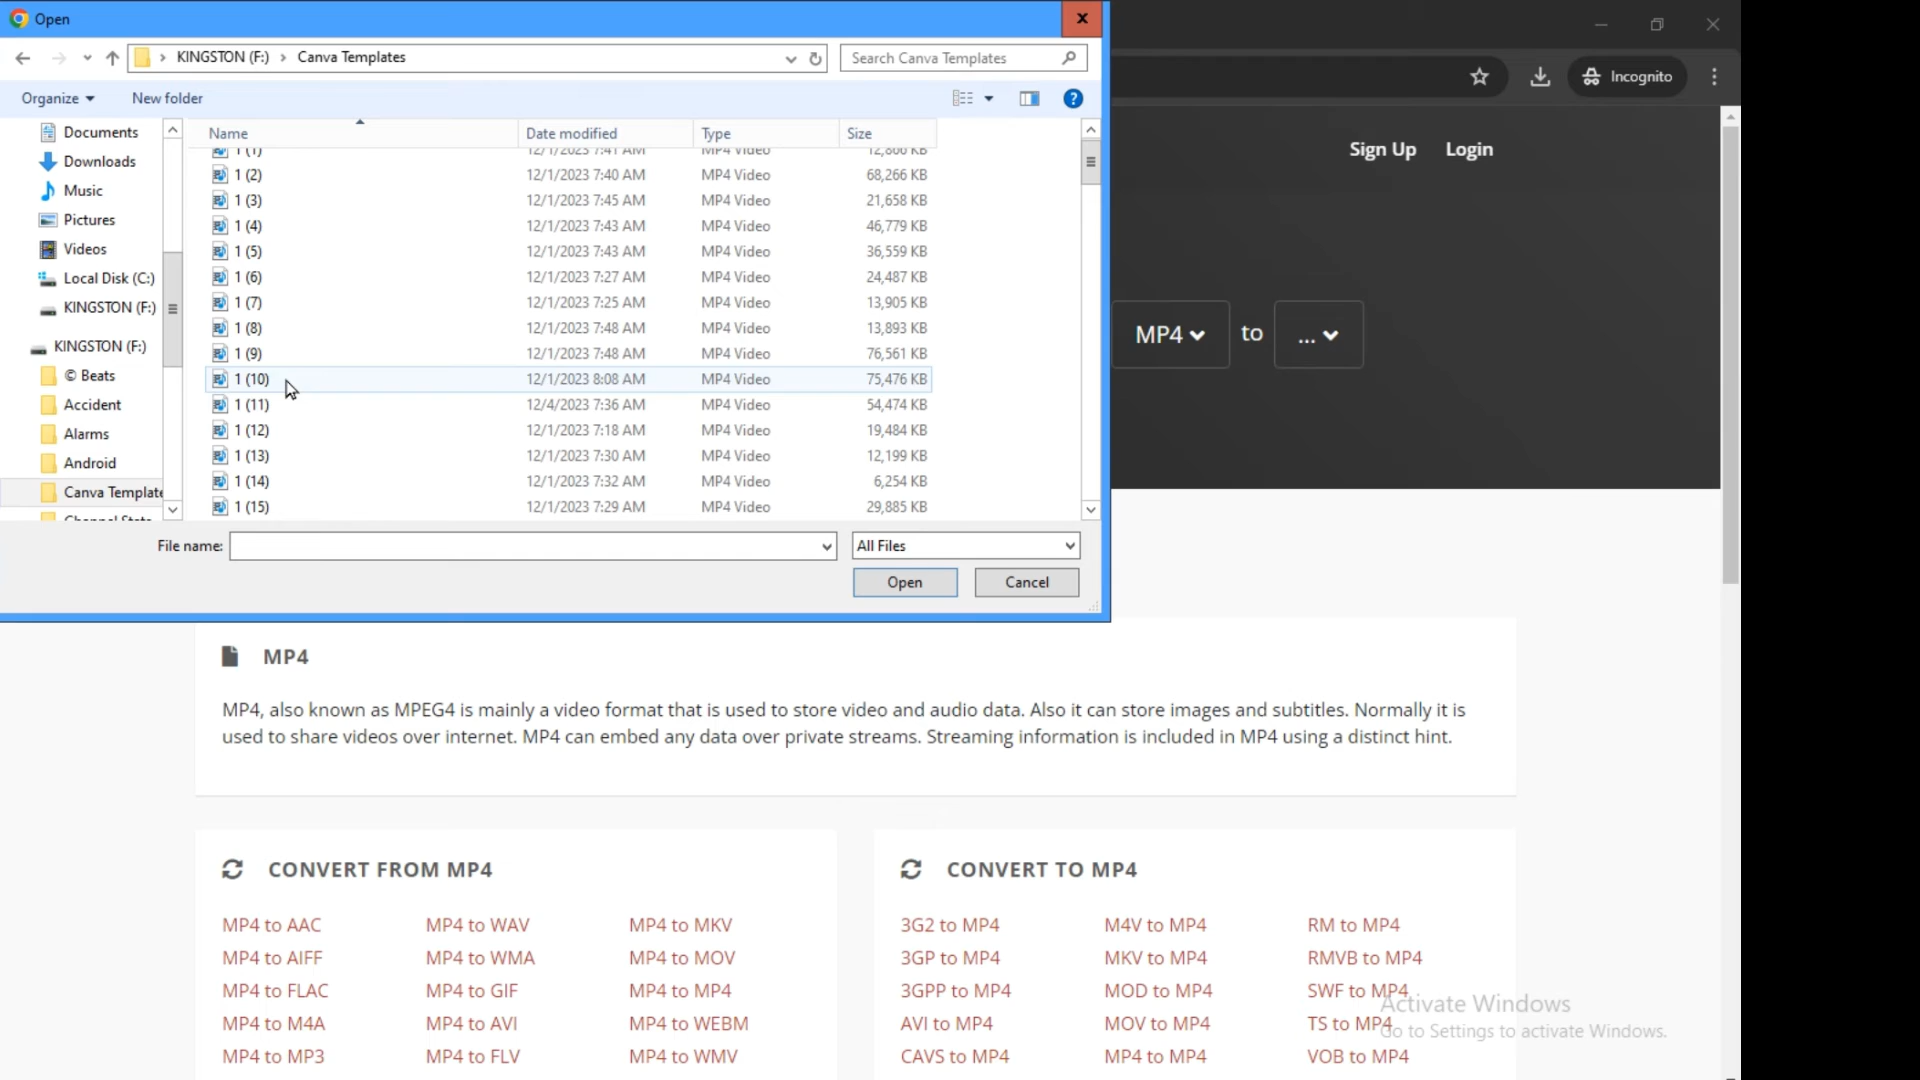 Open
KINGSTON (F:) Canva Templates
Search Canva Templates
Incognito
Organize
New folder
Sign Up
Login
Name
Date modified
Type
Size
Documents
Downloads
Music
Pictures
Videos
Local Disk (C:)
KINGSTON (F:)
KINGSTON (F:)
© Beats
Accident
Alarms
Android
Canva Template
1 (1) 12/1/2023 7:41 AM MP4 Video 12,866 KB
1 (2) 12/1/2023 7:40 AM MP4 Video 68,266 KB
1 (3) 12/1/2023 7:45 AM MP4 Video 21,658 KB
1 (4) 12/1/2023 7:43 AM MP4 Video 46,779 KB
1 (5) 12/1/2023 7:43 AM MP4 Video 36,559 KB
1 (6) 12/1/2023 7:27 AM MP4 Video 24,487 KB
1 (7) 12/1/2023 7:25 AM MP4 Video 13,905 KB
1 (8) 12/1/2023 7:48 AM MP4 Video 13,893 KB
1 (9) 12/1/2023 7:48 AM MP4 Video 76,561 KB
1 (10) 12/1/2023 8:08 AM MP4 Video 75,476 KB
1 (11) 12/4/2023 7:36 AM MP4 Video 54,474 KB
1 (12) 12/1/2023 7:18 AM MP4 Video 19,484 KB
1 (13) 12/1/2023 7:30 AM MP4 Video 12,199 KB
1 (14) 12/1/2023 7:32 AM MP4 Video 6,254 KB
1 (15) 12/1/2023 7:29 AM MP4 Video 29,885 KB
MP4 to ...
File name:
All Files
Open
Cancel
MP4
MP4, also known as MPEG4 is mainly a video format that is used to store video and audio data. Also it can store images and subtitles. Normally it is
used to share videos over internet. MP4 can embed any data over private streams. Streaming information is included in MP4 using a distinct hint.
CONVERT FROM MP4
MP4 to AAC MP4 to WAV MP4 to MKV
MP4 to AIFF MP4 to WMA MP4 to MOV
MP4 to FLAC MP4 to GIF MP4 to MP4
MP4 to M4A MP4 to AVI MP4 to WEBM
MP4 to MP3 MP4 to FLV MP4 to WMV
CONVERT TO MP4
3G2 to MP4 M4V to MP4 RM to MP4
3GP to MP4 MKV to MP4 RMVB to MP4
3GPP to MP4 MOD to MP4 SWF to MP4
AVI to MP4 MOV to MP4 TS to MP4
CAVS to MP4 MP4 to MP4 VOB to MP4
Activate Windows
Go to Settings to activate Windows.